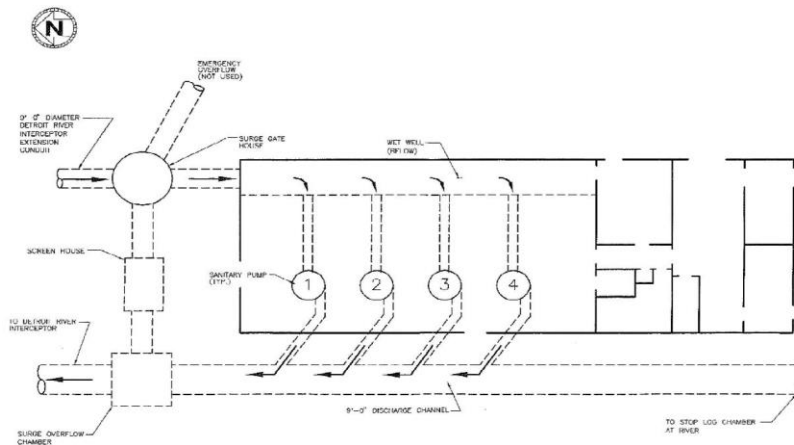 N
EMERGENCY
OVERFLOW
(NOT USED)
DIAMETER
DETROIT RIVER
INTERCEPTOR
EXTENSION
CONDUIT
SURGE GATE
HOUSE
WET WELL
SCREEN HOUSE
SANITARY PUMP
(TYP.)
1
2
3
4
TO DETROIT RIVER
INTERCEPTOR
DISCHARGE CHANNEL
SURGE OVERFLOW
CHAMBER
TO STOP LOG CHAMBER
AT RIVER